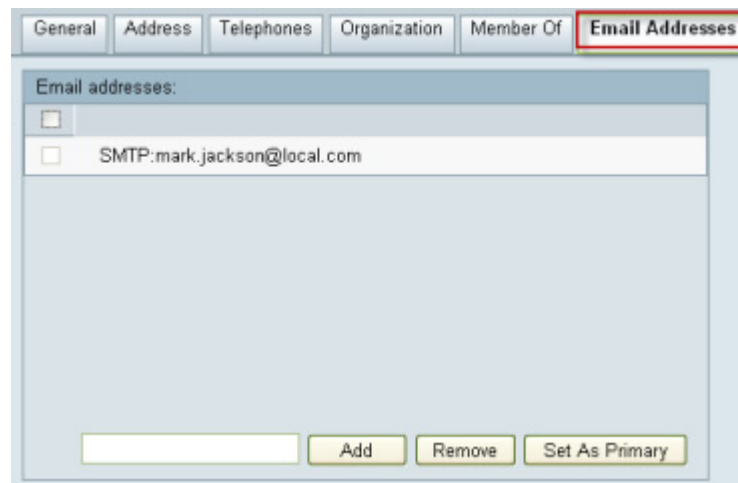 General Address Telephones Organization Member Of Email Addresses
Email addresses:
SMTP:mark.jackson@local.com
Add Remove Set As Primary